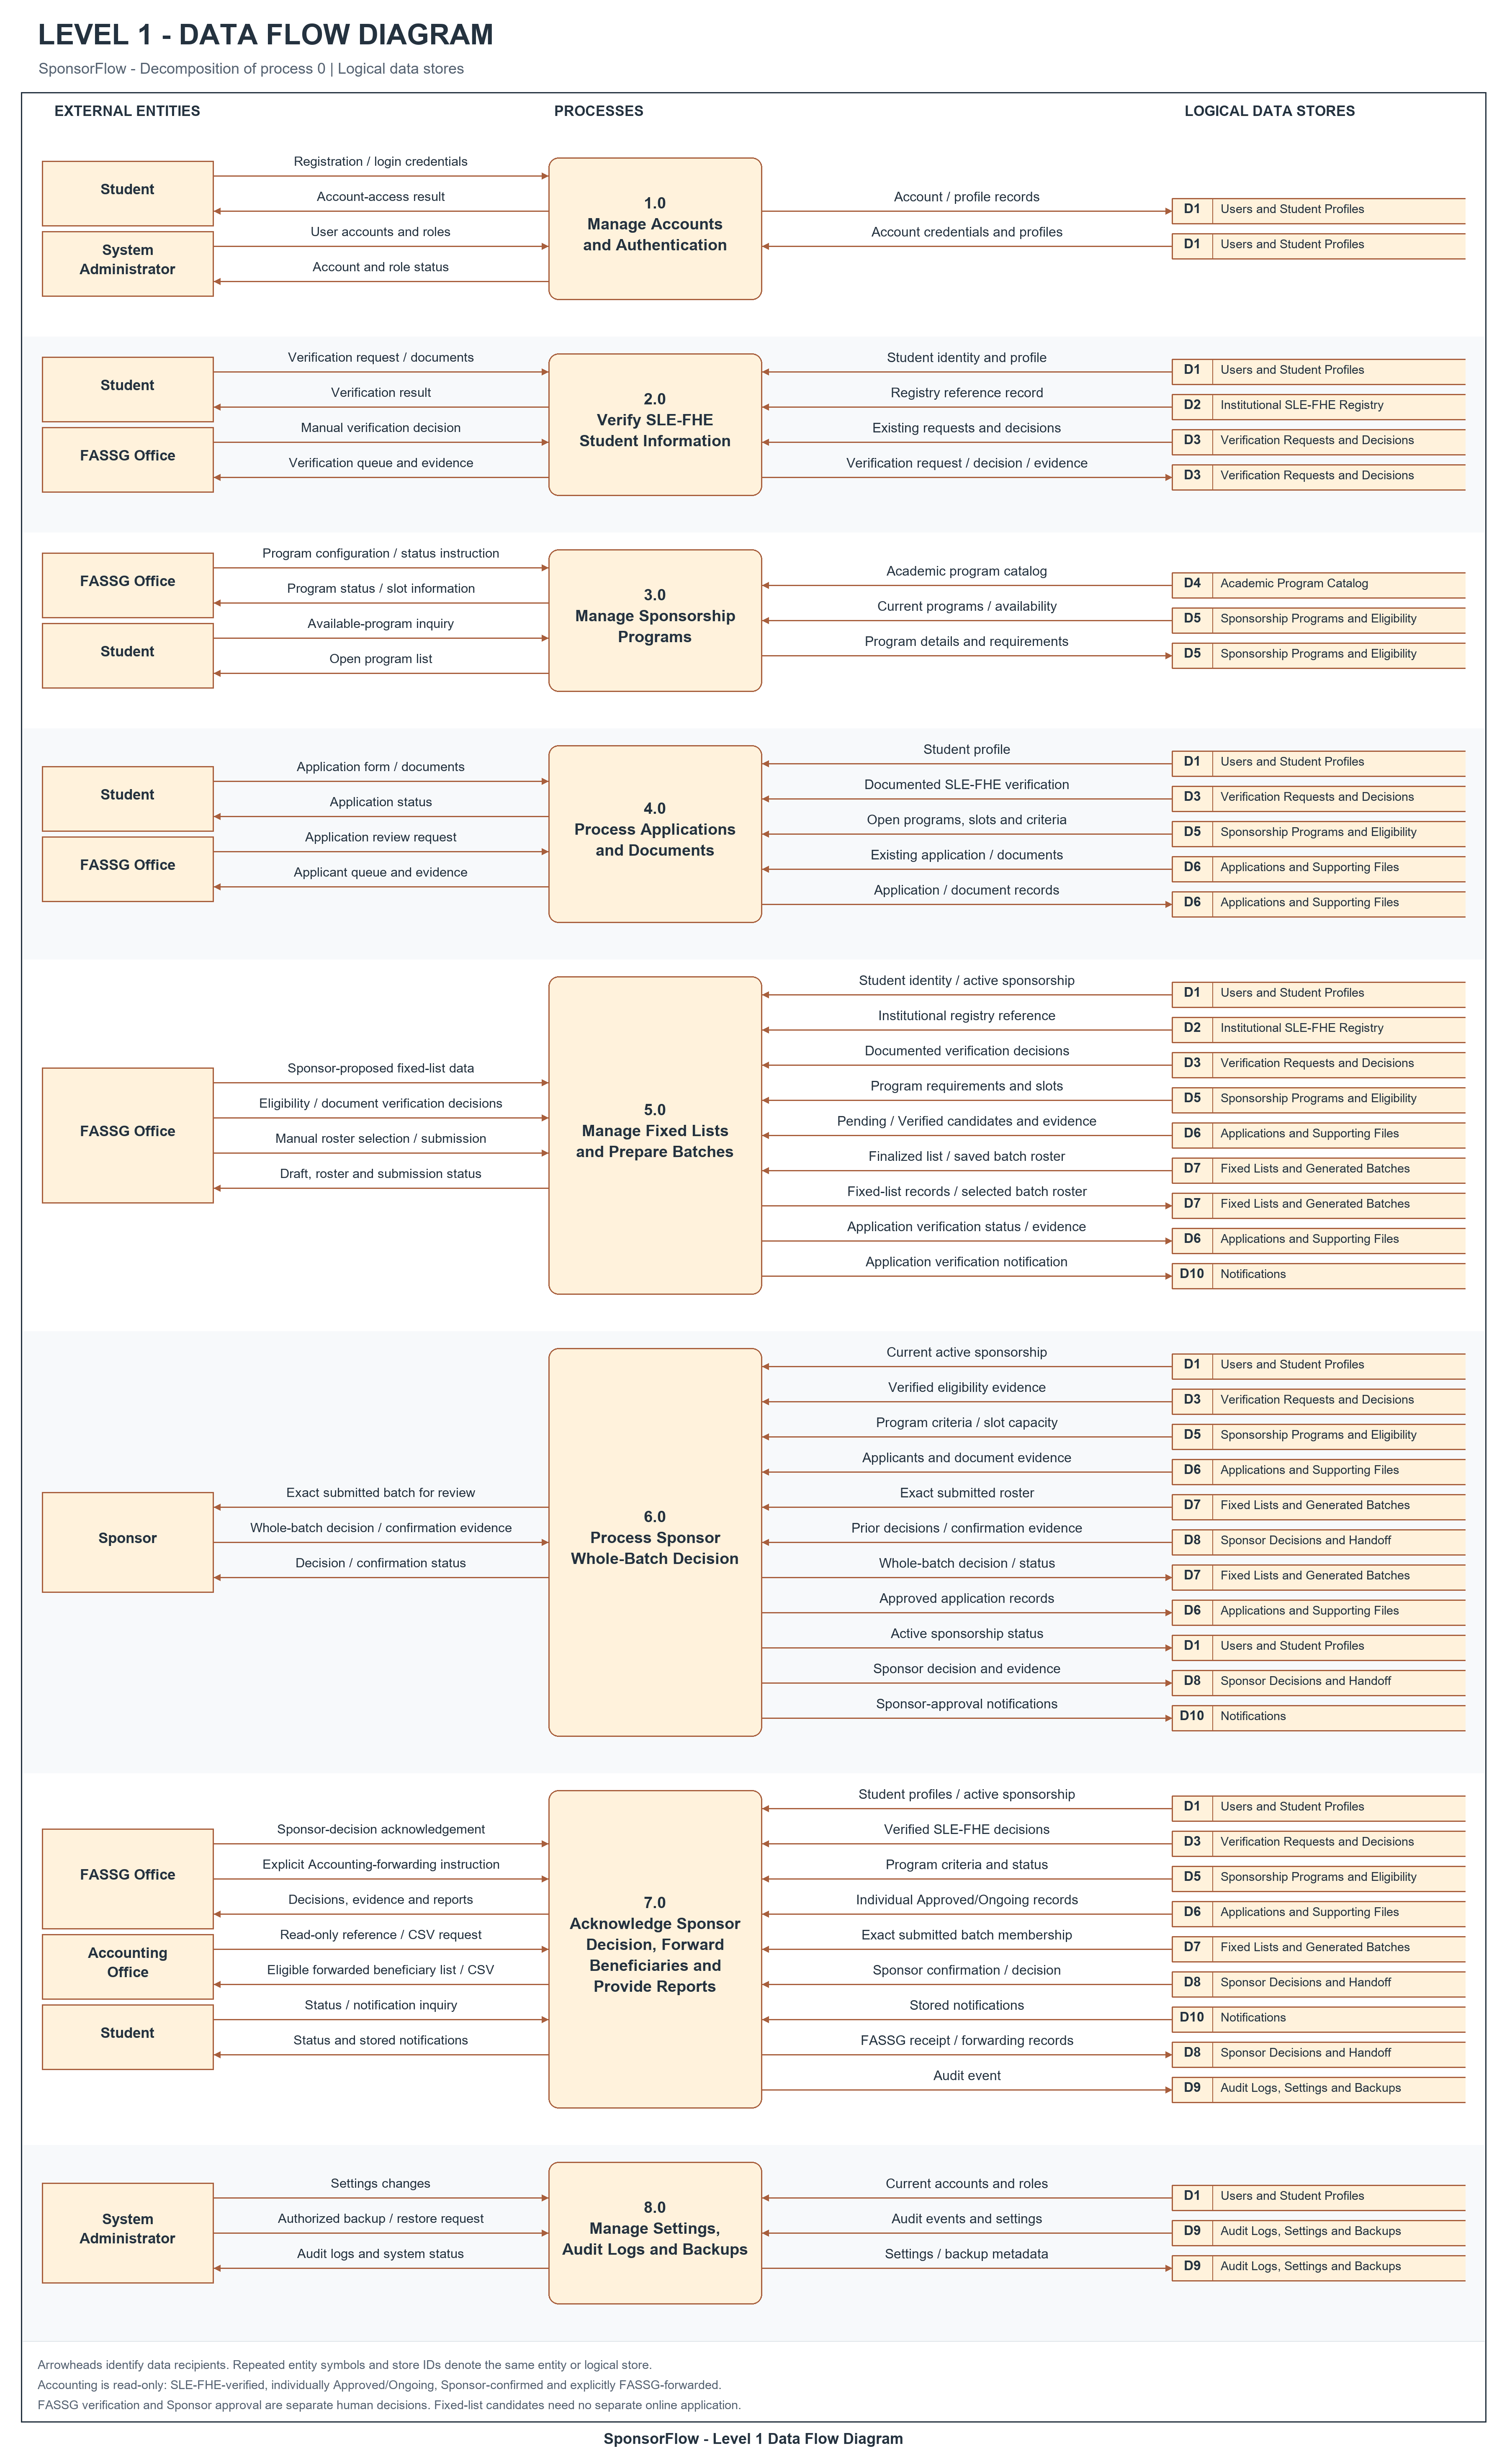 LEVEL 1 - DATA FLOW DIAGRAM
SponsorFlow - Decomposition of process 0 | Logical data stores
EXTERNAL ENTITIES
PROCESSES
LOGICAL DATA STORES
Student
System
Administrator
Registration / login credentials
Account-access result
User accounts and roles
Account and role status
1.0
Manage Accounts
and Authentication
Account / profile records
Account credentials and profiles
D1 Users and Student Profiles
D1 Users and Student Profiles
Student
FASSG Office
Verification request / documents
Verification result
Manual verification decision
Verification queue and evidence
2.0
Verify SLE-FHE
Student Information
Student identity and profile
Registry reference record
Existing requests and decisions
Verification request / decision / evidence
D1 Users and Student Profiles
D2 Institutional SLE-FHE Registry
D3 Verification Requests and Decisions
D3 Verification Requests and Decisions
FASSG Office
Student
Program configuration / status instruction
Program status / slot information
Available-program inquiry
Open program list
3.0
Manage Sponsorship
Programs
Academic program catalog
Current programs / availability
Program details and requirements
D4 Academic Program Catalog
D5 Sponsorship Programs and Eligibility
D5 Sponsorship Programs and Eligibility
Student
FASSG Office
Application form / documents
Application status
Application review request
Applicant queue and evidence
4.0
Process Applications
and Documents
Student profile
Documented SLE-FHE verification
Open programs, slots and criteria
Existing application / documents
Application / document records
D1 Users and Student Profiles
D3 Verification Requests and Decisions
D5 Sponsorship Programs and Eligibility
D6 Applications and Supporting Files
D6 Applications and Supporting Files
FASSG Office
Sponsor-proposed fixed-list data
Eligibility / document verification decisions
Manual roster selection / submission
Draft, roster and submission status
5.0
Manage Fixed Lists
and Prepare Batches
Student identity / active sponsorship
Institutional registry reference
Documented verification decisions
Program requirements and slots
Pending / Verified candidates and evidence
Finalized list / saved batch roster
Fixed-list records / selected batch roster
Application verification status / evidence
Application verification notification
D1 Users and Student Profiles
D2 Institutional SLE-FHE Registry
D3 Verification Requests and Decisions
D5 Sponsorship Programs and Eligibility
D6 Applications and Supporting Files
D7 Fixed Lists and Generated Batches
D7 Fixed Lists and Generated Batches
D6 Applications and Supporting Files
D10 Notifications
Sponsor
Exact submitted batch for review
Whole-batch decision / confirmation evidence
Decision / confirmation status
6.0
Process Sponsor
Whole-Batch Decision
Current active sponsorship
Verified eligibility evidence
Program criteria / slot capacity
Applicants and document evidence
Exact submitted roster
Prior decisions / confirmation evidence
Whole-batch decision / status
Approved application records
Active sponsorship status
Sponsor decision and evidence
Sponsor-approval notifications
D1 Users and Student Profiles
D3 Verification Requests and Decisions
D5 Sponsorship Programs and Eligibility
D6 Applications and Supporting Files
D7 Fixed Lists and Generated Batches
D8 Sponsor Decisions and Handoff
D7 Fixed Lists and Generated Batches
D6 Applications and Supporting Files
D1 Users and Student Profiles
D8 Sponsor Decisions and Handoff
D10 Notifications
FASSG Office
Accounting
Office
Student
Sponsor-decision acknowledgement
Explicit Accounting-forwarding instruction
Decisions, evidence and reports
Read-only reference / CSV request
Eligible forwarded beneficiary list / CSV
Status / notification inquiry
Status and stored notifications
7.0
Acknowledge Sponsor
Decision, Forward
Beneficiaries and
Provide Reports
Student profiles / active sponsorship
Verified SLE-FHE decisions
Program criteria and status
Individual Approved/Ongoing records
Exact submitted batch membership
Sponsor confirmation / decision
Stored notifications
FASSG receipt / forwarding records
Audit event
D1 Users and Student Profiles
D3 Verification Requests and Decisions
D5 Sponsorship Programs and Eligibility
D6 Applications and Supporting Files
D7 Fixed Lists and Generated Batches
D8 Sponsor Decisions and Handoff
D10 Notifications
D8 Sponsor Decisions and Handoff
D9 Audit Logs, Settings and Backups
System
Administrator
Settings changes
Authorized backup / restore request
Audit logs and system status
8.0
Manage Settings,
Audit Logs and Backups
Current accounts and roles
Audit events and settings
Settings / backup metadata
D1 Users and Student Profiles
D9 Audit Logs, Settings and Backups
D9 Audit Logs, Settings and Backups
Arrowheads identify data recipients. Repeated entity symbols and store IDs denote the same entity or logical store.
Accounting is read-only: SLE-FHE-verified, individually Approved/Ongoing, Sponsor-confirmed and explicitly FASSG-forwarded.
FASSG verification and Sponsor approval are separate human decisions. Fixed-list candidates need no separate online application.
SponsorFlow - Level 1 Data Flow Diagram